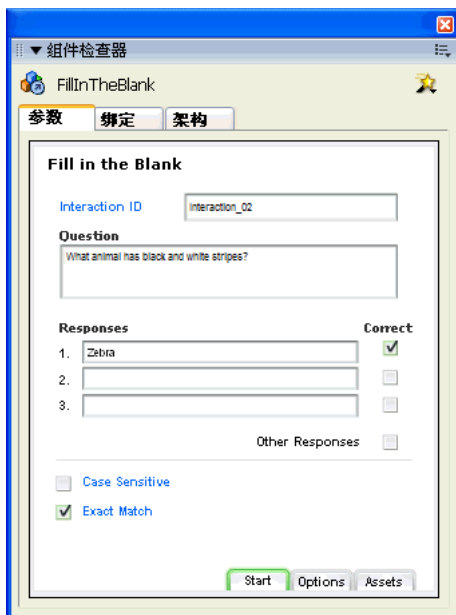 组件检查器
FillInTheBlank
参数 绑定 架构
Fill in the Blank
Interaction ID Interaction_02
Question
What animal has black and white stripes?
Responses Correct
1. Zebra
2.
3.
Other Responses
Case Sensitive
Exact Match
Start Options Assets